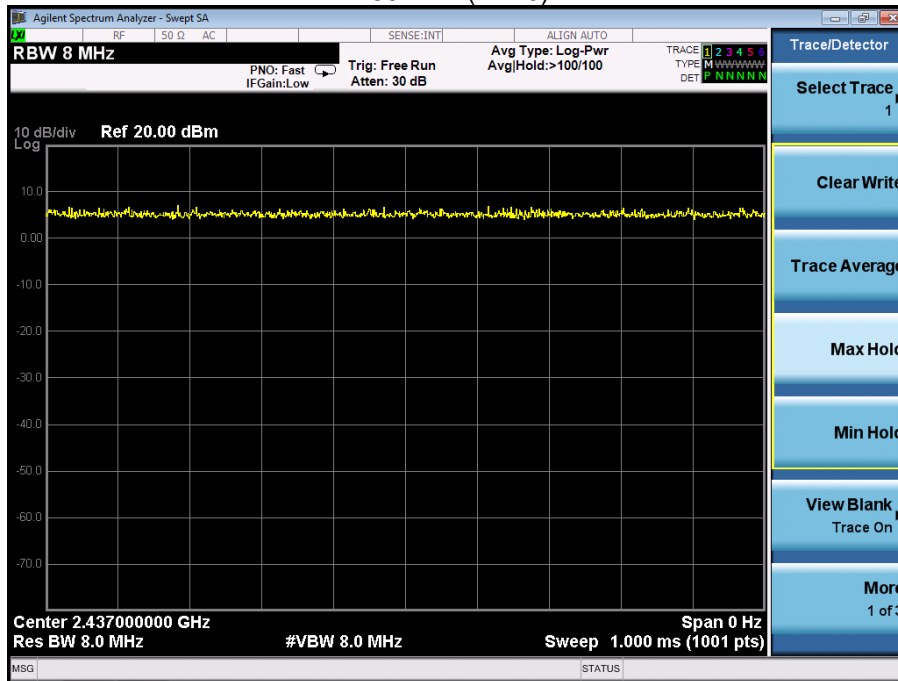 Agilent Spectrum Analyzer - Swept SA
RF 50 Ω AC SENSE:INT ALIGN AUTO
RBW 8 MHz
PNO: Fast
IFGain:Low
Trig: Free Run
Atten: 30 dB
Avg Type: Log-Pwr
Avg|Hold:>100/100
TRACE 1 2 3 4 5 6
TYPE M W W W W W
DET P N N N N N
10 dB/div Ref 20.00 dBm
Log
10.0
0.00
-10.0
-20.0
-30.0
-40.0
-50.0
-60.0
-70.0
Center 2.437000000 GHz Span 0 Hz
Res BW 8.0 MHz #VBW 8.0 MHz Sweep 1.000 ms (1001 pts)
MSG STATUS
Trace/Detector
Select Trace
1
Clear Write
Trace Average
Max Hold
Min Hold
View Blank
Trace On
More
1 of 3